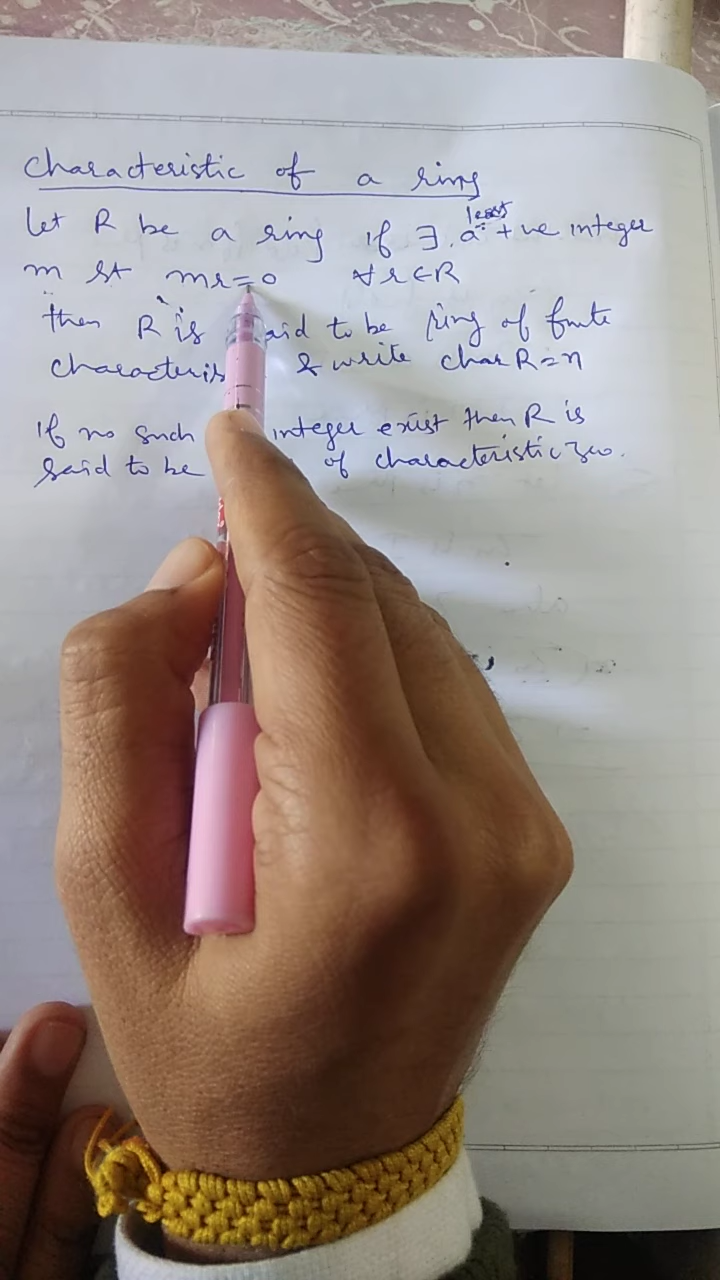 Characteristic of a ring
let R be a ring if ∃ a least +ve integer
m st mr=0 ∀ r∈R
then R is said to be ring of finite
characteris & write char R=n
If no such integer exist then R is
said to be of characteristic zero.